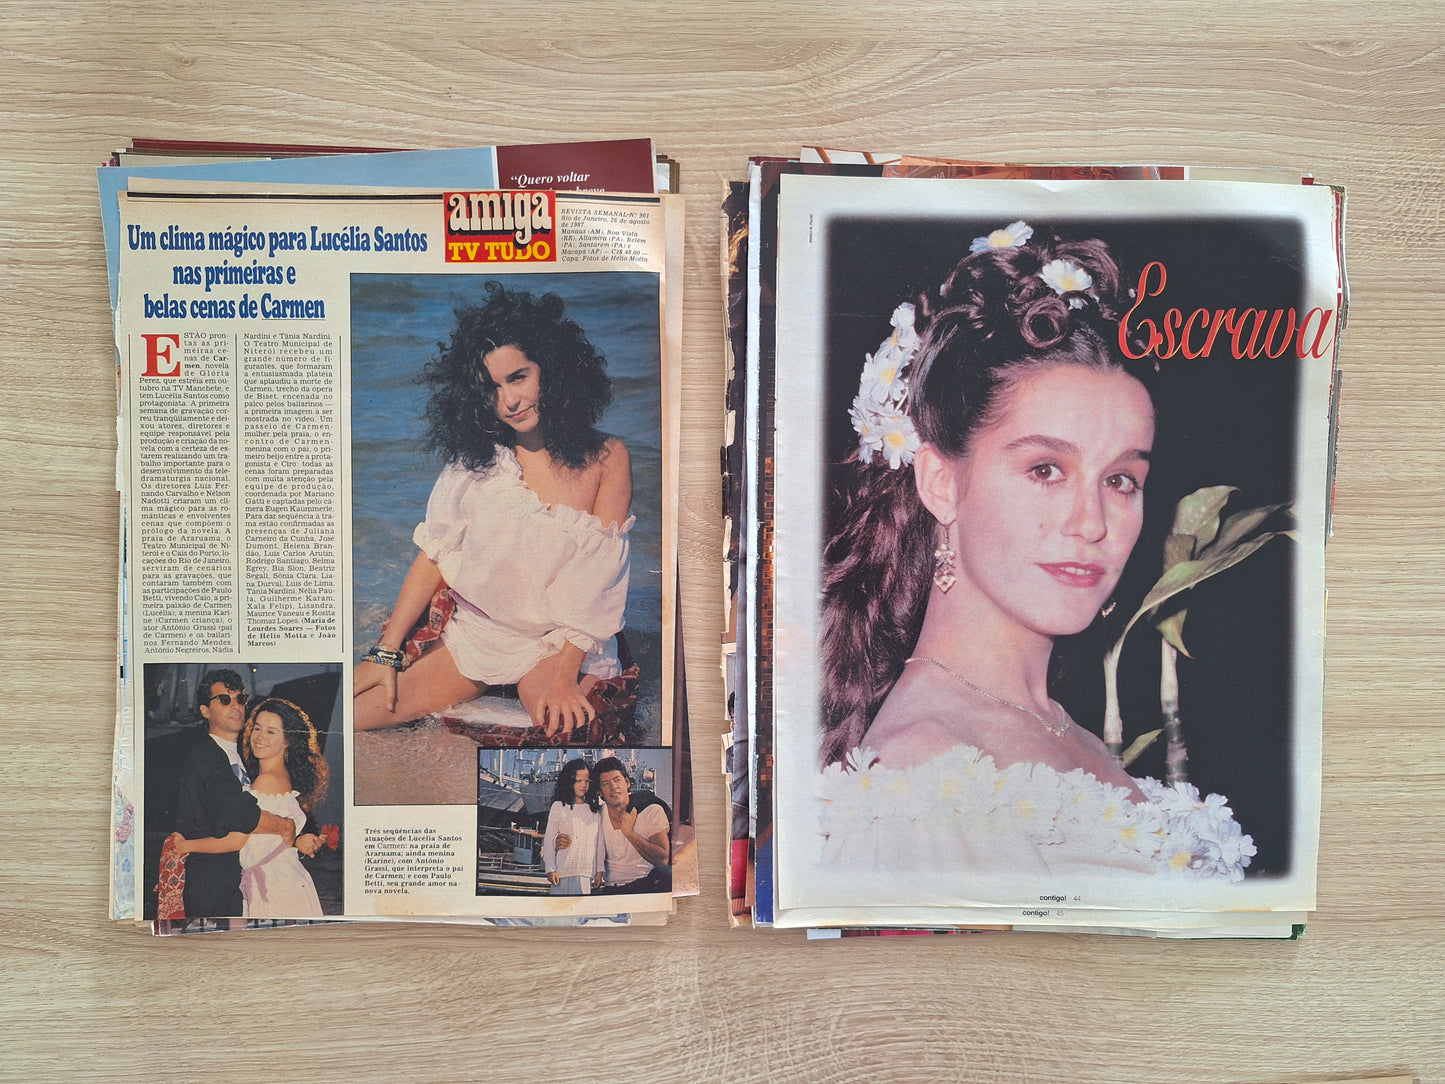 “Quero voltar
amiga
TV TUDO
REVISTA SEMANAL-Nº 901
Rio de Janeiro, 26 de agosto
de 1987
Manaus (AM), Boa Vista
(RR), Altamira (PA), Belém
(PA), Santarém (PA) e
Macapá (AP) — Cz$ 48,00 —
Capa: Fotos de Hélio Motta
Um clima mágico para Lucélia Santos
nas primeiras e
belas cenas de Carmen
ESTÃO pron-
tas as pri-
meiras ce-
nas de Car-
men, novela
de Glória
Perez, que estréia em ou-
tubro na TV Manchete, e
tem Lucélia Santos como
protagonista. A primeira
semana de gravação cor-
reu tranqüilamente e dei-
xou atores, diretores e
equipe responsável pela
produção e criação da no-
vela com a certeza de es-
tarem realizando um tra-
balho importante para o
desenvolvimento da tele-
dramaturgia nacional.
Os diretores Luis Fer-
nando Carvalho e Nélson
Nadotti criaram um cli-
ma mágico para as ro-
mânticas e envolventes
cenas que compõem o
prólogo da novela. A
praia de Araruama, o
Teatro Municipal de Ni-
terói e o Cais do Porto, lo-
cações do Rio de Janeiro,
serviram de cenários
para as gravações, que
contaram também com
as participações de Paulo
Betti, vivendo Caio, a pri-
meira paixão de Carmen
(Lucélia); a menina Kari-
ne (Carmen criança), o
ator Antônio Grassi (pai
de Carmen) e os bailari-
nos Fernando Mendes,
Antônio Negreiros, Nádia
Nardini e Tânia Nardini.
O Teatro Municipal de
Niterói recebeu um
grande número de fi-
gurantes, que formaram
a entusiasmada platéia
que aplaudiu a morte de
Carmen, trecho da ópera
de Biset, encenada no
palco pelos bailarinos —
a primeira imagem a ser
mostrada no vídeo. Um
passeio de Carmen-
mulher pela praia, o en-
contro de Carmen-
menina com o pai, o pri-
meiro beijo entre a prota-
gonista e Ciro: todas as
cenas foram preparadas
com muita atenção pela
equipe de produção,
coordenada por Mariano
Gatti e captadas pelo câ-
mera Eugen Kaümmerle.
Para dar seqüência à tra-
ma estão confirmadas as
presenças de Juliana
Carneiro da Cunha, José
Dumont, Helena Bran-
dão, Luis Carlos Arutin,
Rodrigo Santiago, Selma
Egrey, Bia Sion, Beatriz
Segall, Sônia Clara, Lia-
na Durval, Luis de Lima,
Tânia Nardini, Nélia Pau-
la, Guilherme Karam,
Xala Felipi, Lisandra,
Maurice Vaneau e Rosita
Thomaz Lopes. (Maria de
Lourdes Soares — Fotos
de Hélio Motta e João
Marcos)
Três seqüências das
atuações de Lucélia Santos
em Carmen: na praia de
Araruama; ainda menina
(Karine), com Antônio
Grassi, que interpreta o pai
de Carmen; e com Paulo
Betti, seu grande amor na
nova novela.
Escrava
contigo! 44
contigo! 45